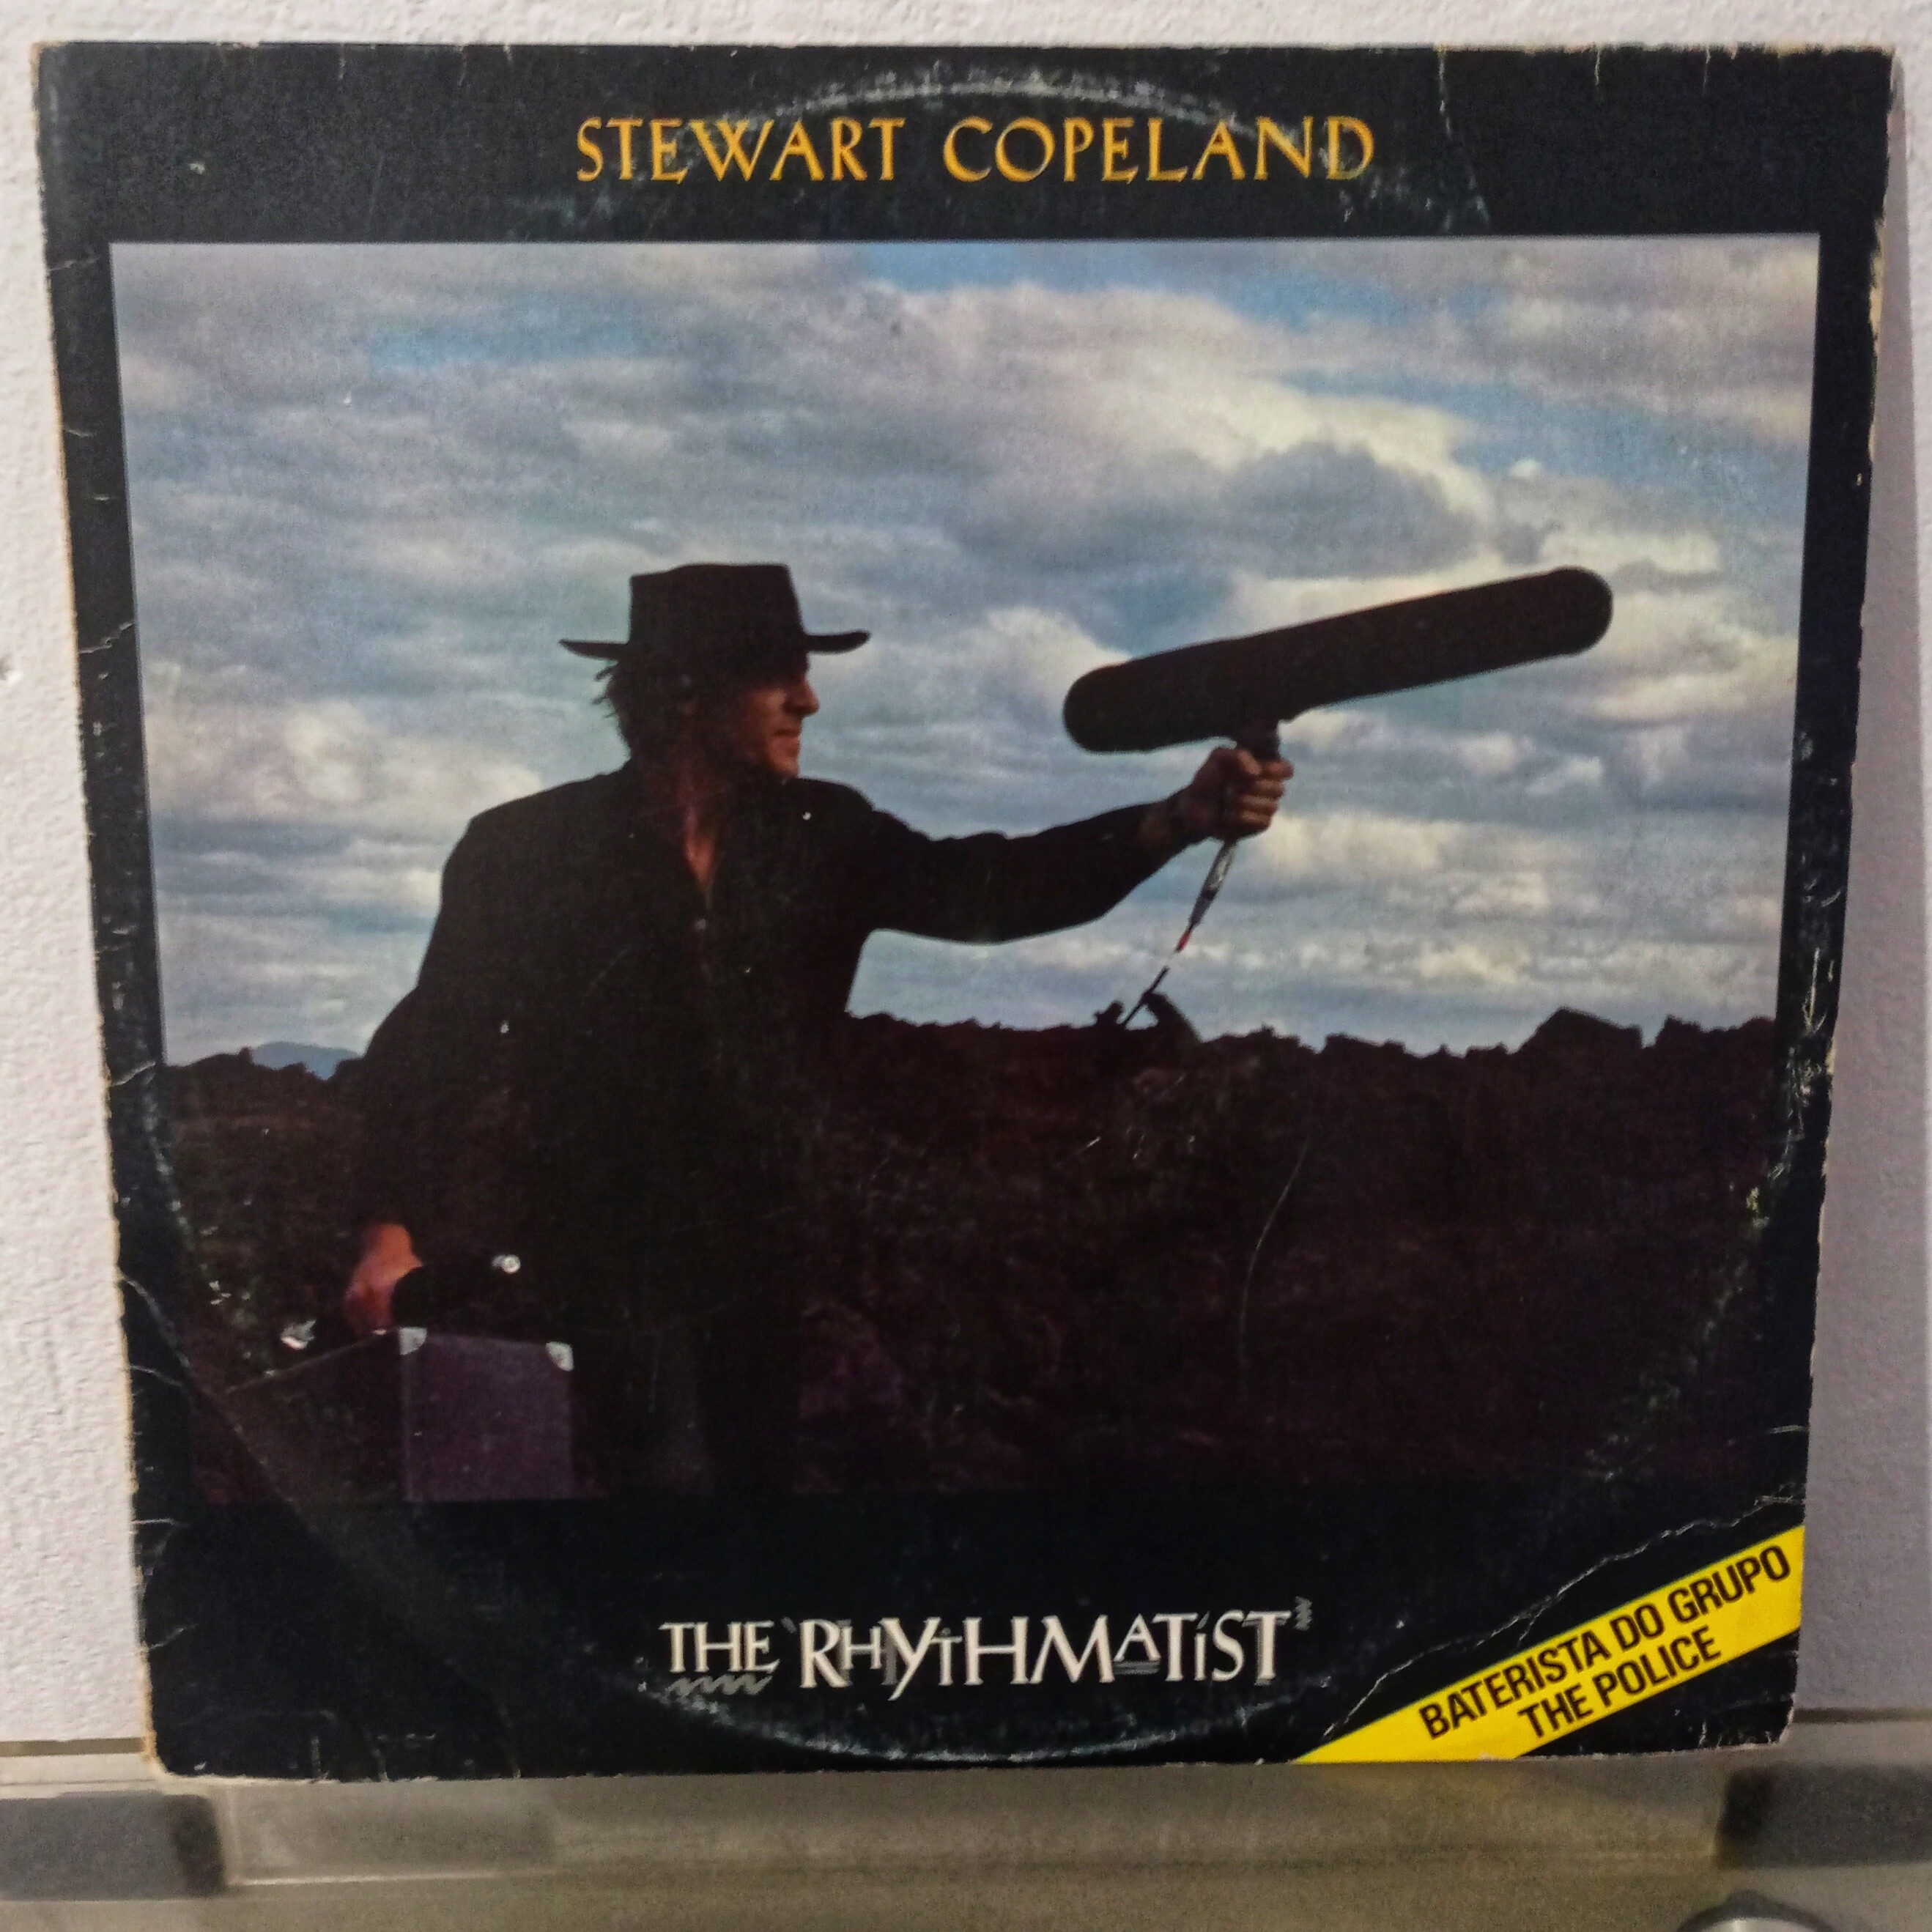 STEWART COPELAND
THE RHYTHMATIST
BATERISTA DO GRUPO
THE POLICE